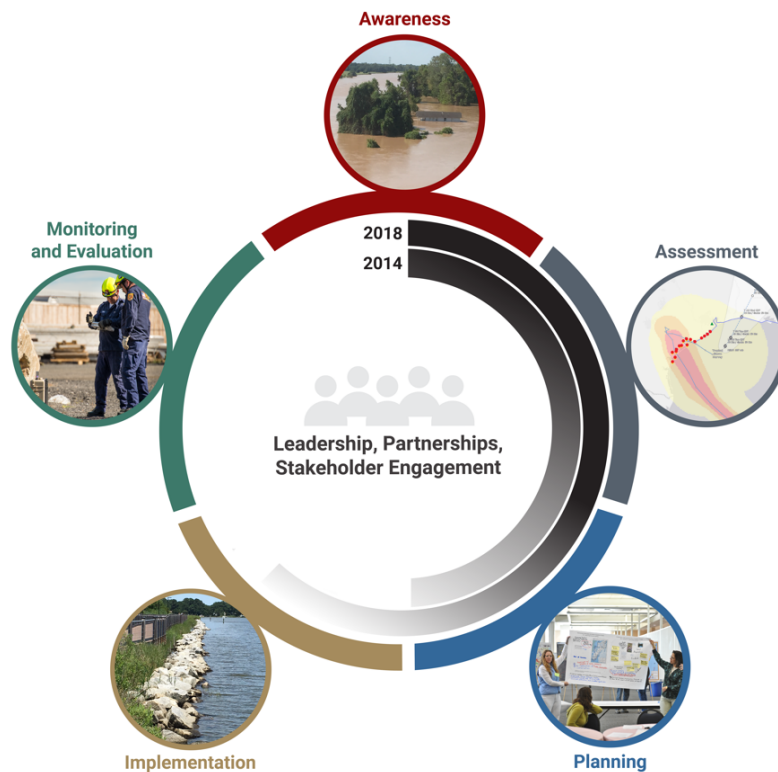 Awareness
2018
2014
Monitoring
and Evaluation
Assessment
Leadership, Partnerships,
Stakeholder Engagement
Implementation
Planning